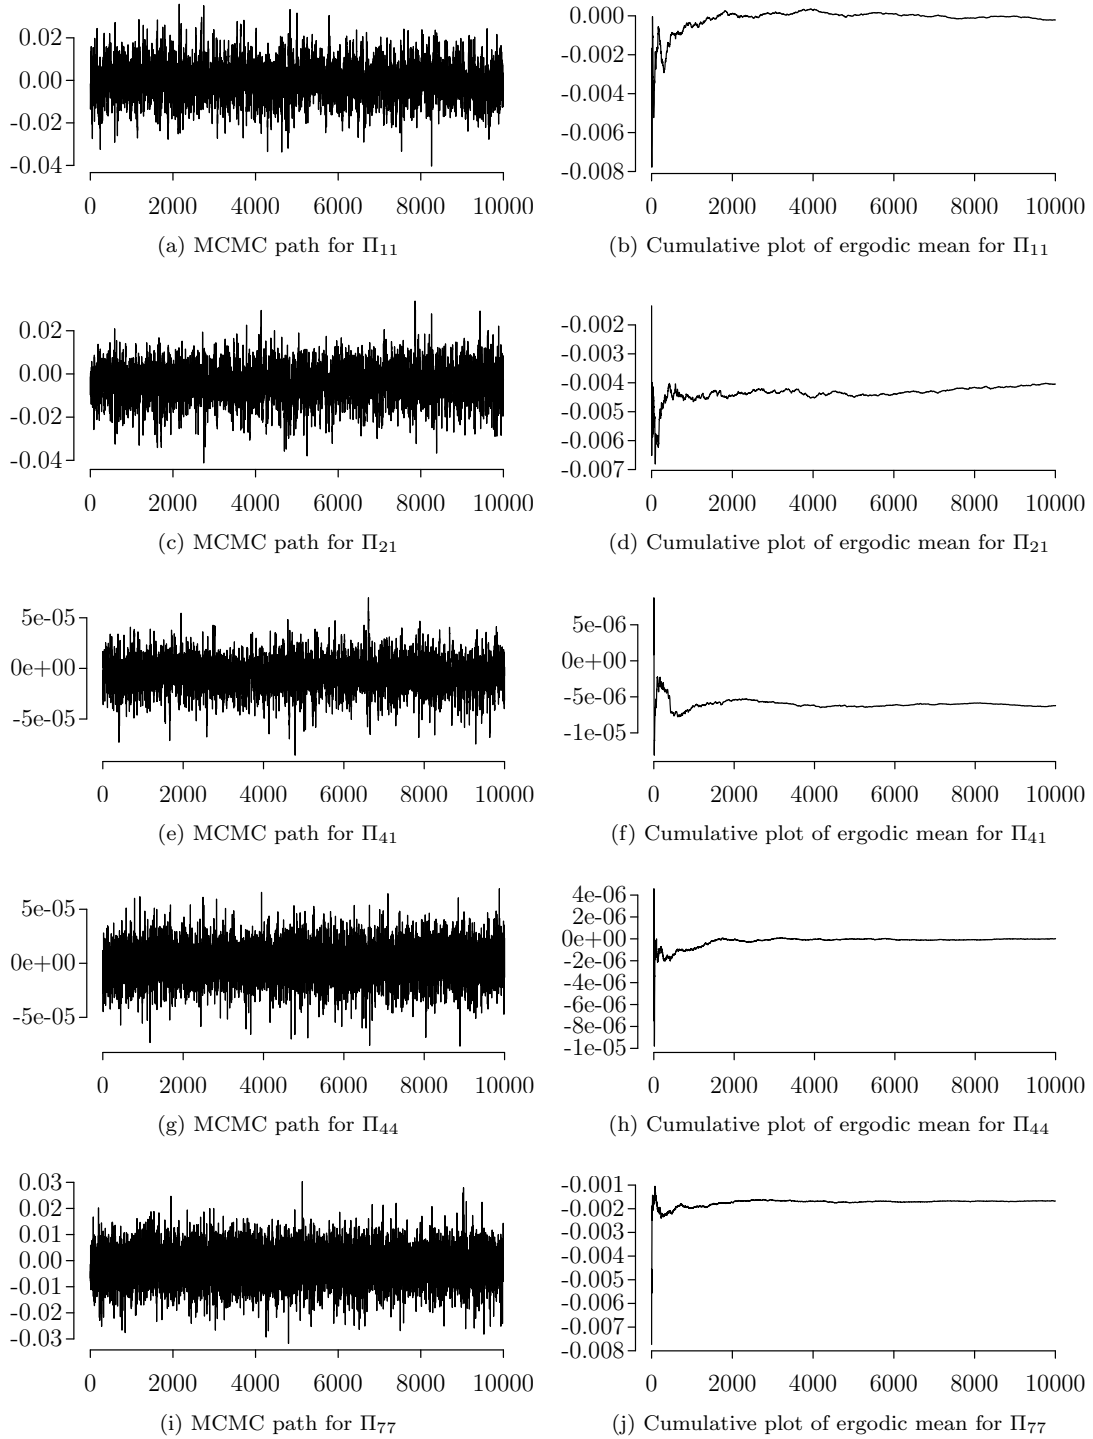 0.02
0.00
-0.02
-0.04
0 2000 4000 6000 8000 10000
(a) MCMC path for Π11
0.000
-0.002
-0.004
-0.006
-0.008
0 2000 4000 6000 8000 10000
(b) Cumulative plot of ergodic mean for Π11
0.02
0.00
-0.02
-0.04
0 2000 4000 6000 8000 10000
(c) MCMC path for Π21
-0.002
-0.003
-0.004
-0.005
-0.006
-0.007
0 2000 4000 6000 8000 10000
(d) Cumulative plot of ergodic mean for Π21
5e-05
0e+00
-5e-05
0 2000 4000 6000 8000 10000
(e) MCMC path for Π41
5e-06
0e+00
-5e-06
-1e-05
0 2000 4000 6000 8000 10000
(f) Cumulative plot of ergodic mean for Π41
5e-05
0e+00
-5e-05
0 2000 4000 6000 8000 10000
(g) MCMC path for Π44
4e-06
2e-06
0e+00
-2e-06
-4e-06
-6e-06
-8e-06
-1e-05
0 2000 4000 6000 8000 10000
(h) Cumulative plot of ergodic mean for Π44
0.03
0.02
0.01
0.00
-0.01
-0.02
-0.03
0 2000 4000 6000 8000 10000
(i) MCMC path for Π77
-0.001
-0.002
-0.003
-0.004
-0.005
-0.006
-0.007
-0.008
0 2000 4000 6000 8000 10000
(j) Cumulative plot of ergodic mean for Π77